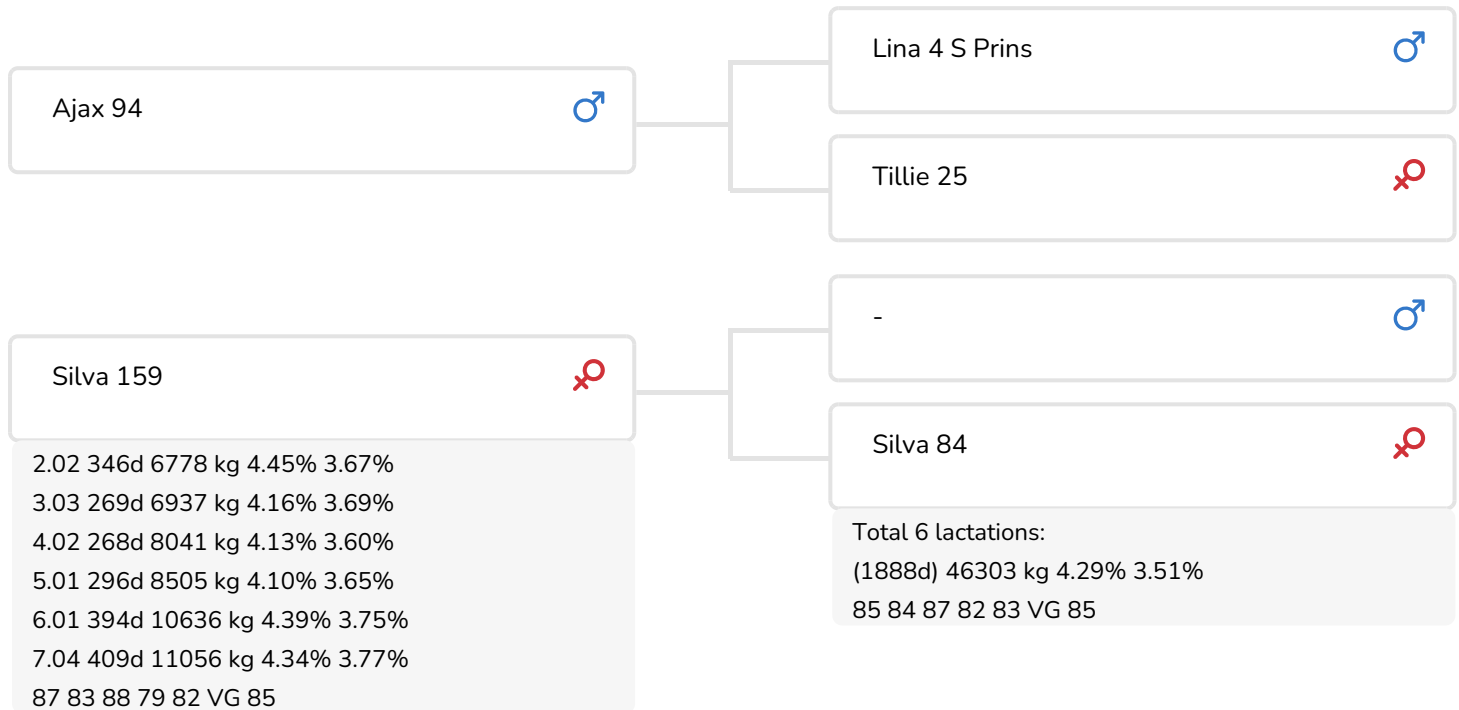 Lina 4 S Prins
Ajax 94
Tillie 25
-
Silva 159
2.02 346d 6778 kg 4.45% 3.67%
3.03 269d 6937 kg 4.16% 3.69%
4.02 268d 8041 kg 4.13% 3.60%
5.01 296d 8505 kg 4.10% 3.65%
6.01 394d 10636 kg 4.39% 3.75%
7.04 409d 11056 kg 4.34% 3.77%
87 83 88 79 82 VG 85
Silva 84
Total 6 lactations:
(1888d) 46303 kg 4.29% 3.51%
85 84 87 82 83 VG 85